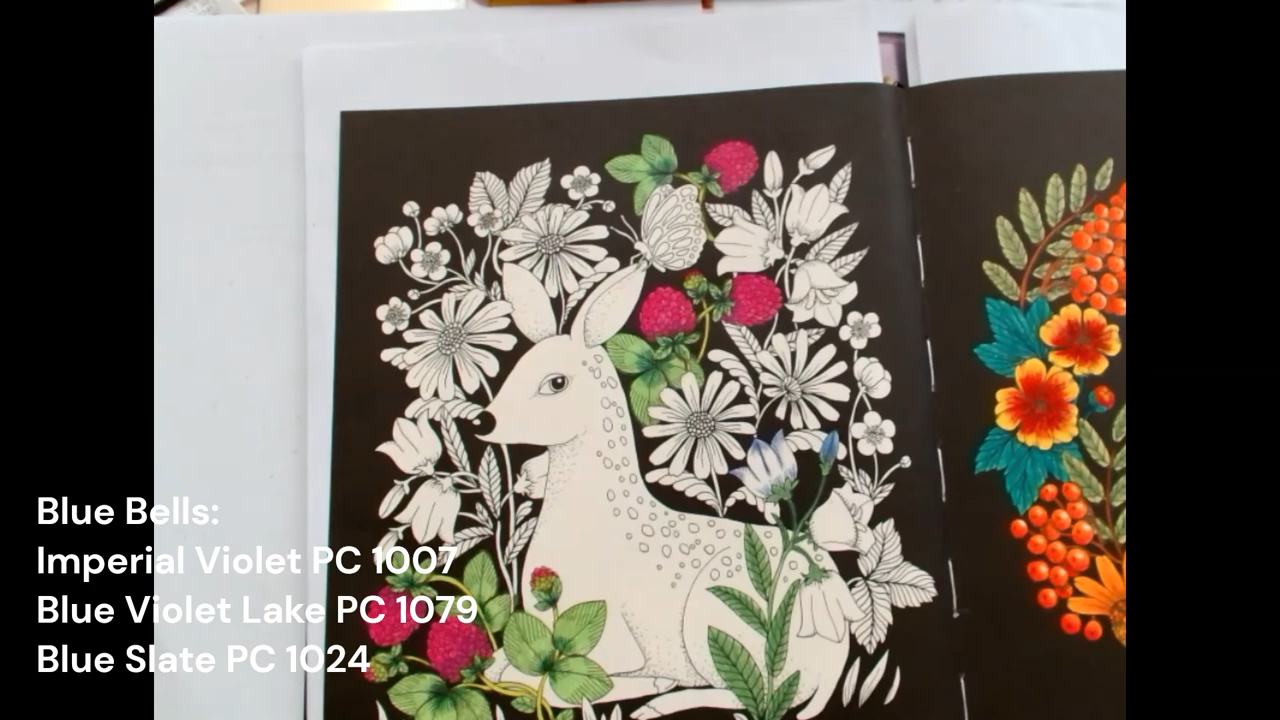 Blue Bells:
Imperial Violet PC 1007
Blue Violet Lake PC 1079
Blue Slate PC 1024